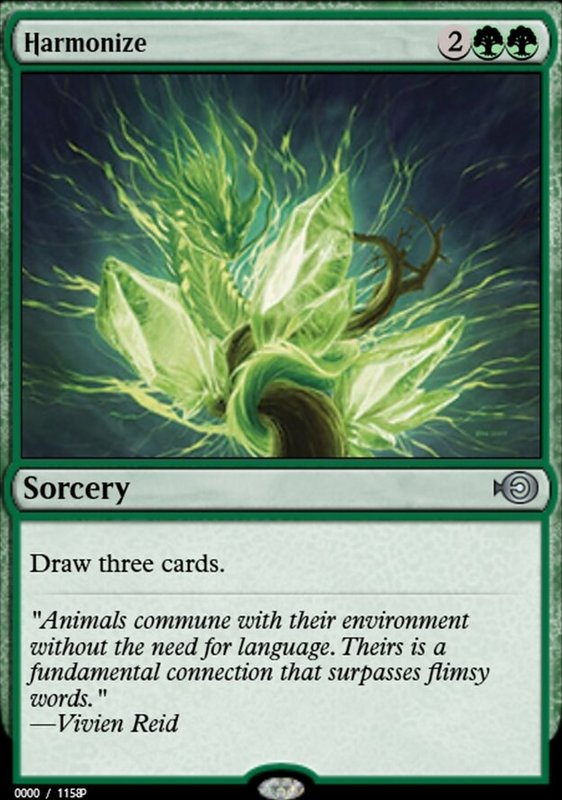 Harmonize 2
Sorcery
Draw three cards.
"Animals commune with their environment
without the need for language. Theirs is a
fundamental connection that surpasses flimsy
words."
—Vivien Reid
0000 / 1158P